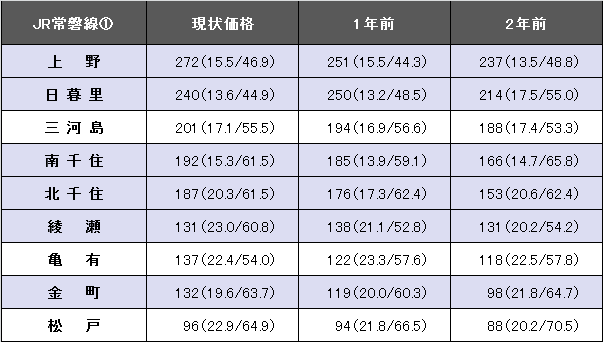 JR常磐線① 現状価格 1年前 2年前
上野 272(15.5/46.9) 251(15.5/44.3) 237(13.5/48.8)
日暮里 240(13.6/44.9) 250(13.2/48.5) 214(17.5/55.0)
三河島 201(17.1/55.5) 194(16.9/56.6) 188(17.4/53.3)
南千住 192(15.3/61.5) 185(13.9/59.1) 166(14.7/65.8)
北千住 187(20.3/61.5) 176(17.3/62.4) 153(20.6/62.4)
綾瀬 131(23.0/60.8) 138(21.1/52.8) 131(20.2/54.2)
亀有 137(22.4/54.0) 122(23.3/57.6) 118(22.5/57.8)
金町 132(19.6/63.7) 119(20.0/60.3) 98(21.8/64.7)
松戸 96(22.9/64.9) 94(21.8/66.5) 88(20.2/70.5)